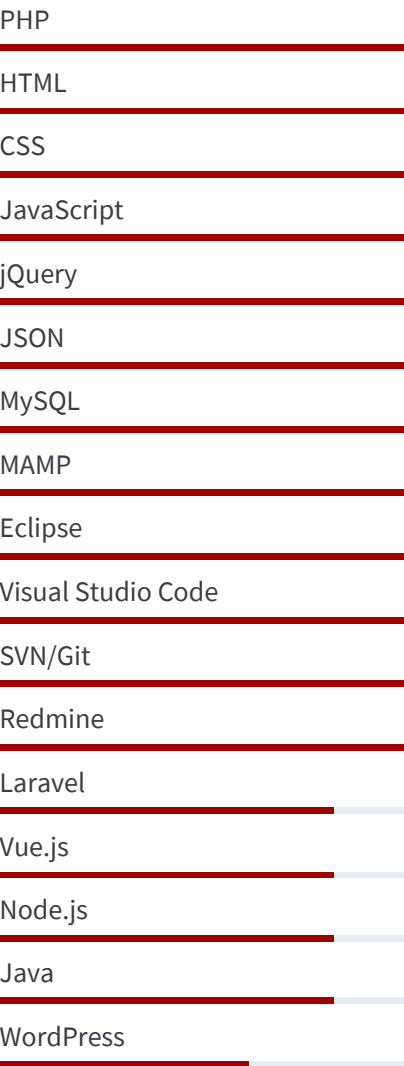 PHP
HTML
CSS
JavaScript
jQuery
JSON
MySQL
MAMP
Eclipse
Visual Studio Code
SVN/Git
Redmine
Laravel
Vue.js
Node.js
Java
WordPress